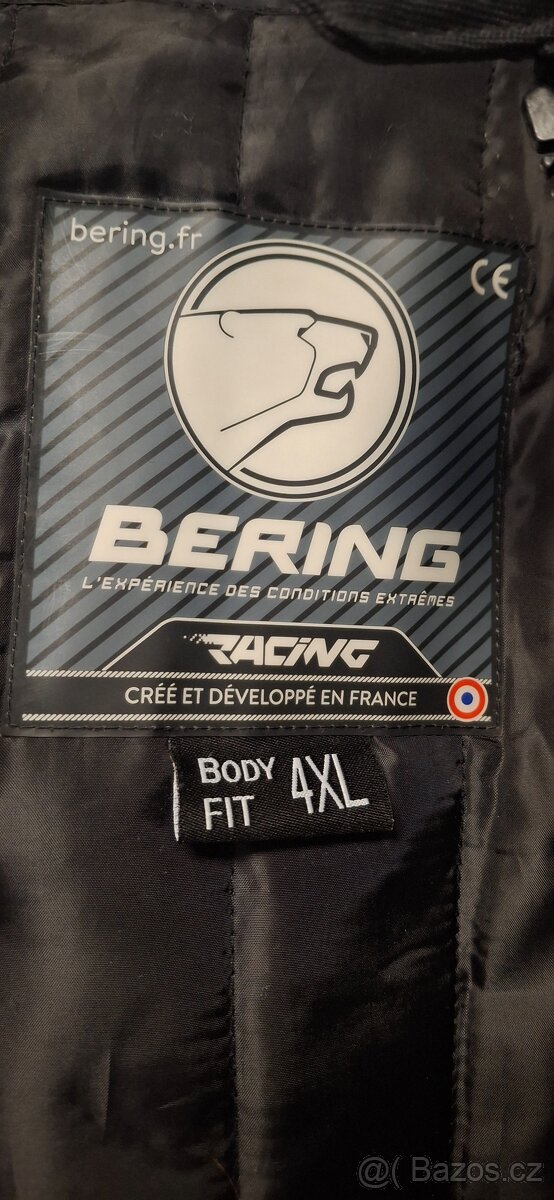 bering.fr
CE
BERING
L'EXPÉRIENCE DES CONDITIONS EXTRÊMES
RACING
CRÉÉ ET DÉVELOPPÉ EN FRANCE
BODY FIT 4XL
@( Bazos.cz